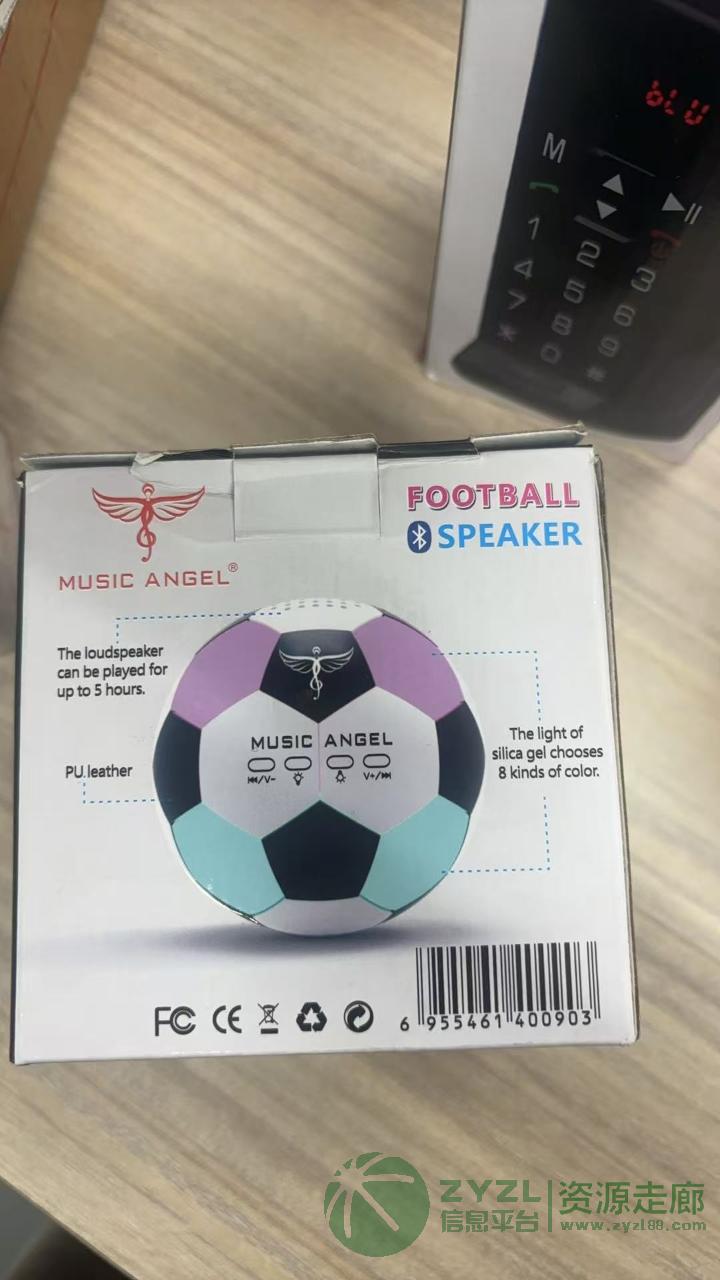 bLU
M
1 2 3
4 5 6
7 8 9
* 0 #
FOOTBALL
SPEAKER
MUSIC ANGEL®
The loudspeaker
can be played for
up to 5 hours.
PU leather
MUSIC ANGEL
V-
V+
The light of
silica gel chooses
8 kinds of color.
FC CE
6 955461 400903
ZYZL 资源走廊
信息平台 www.zyzl88.com